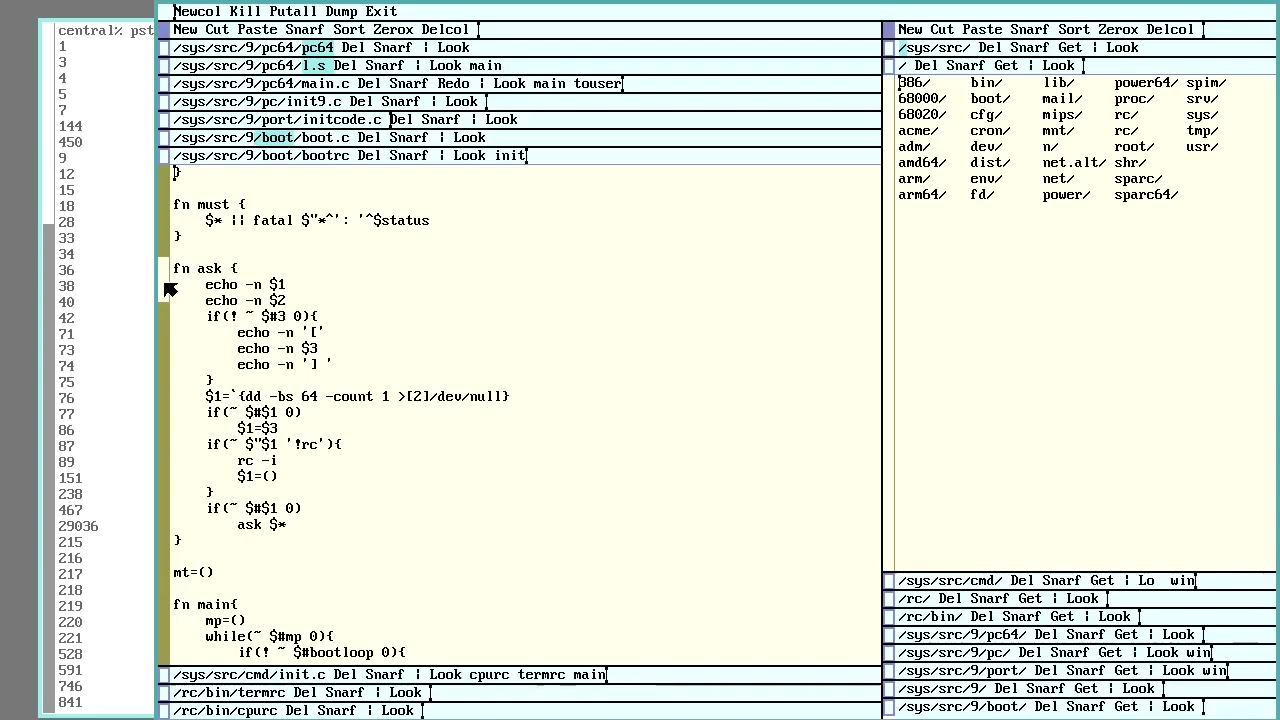 central% pst
1
3
4
5
7
144
450
9
12
15
18
28
33
34
36
38
40
42
71
73
74
75
76
77
86
87
89
151
238
467
29036
215
216
217
218
219
220
221
528
591
746
841
Newcol Kill Putall Dump Exit
New Cut Paste Snarf Sort Zerox Delcol
/sys/src/9/pc64/pc64 Del Snarf | Look
/sys/src/9/pc64/l.s Del Snarf | Look main
/sys/src/9/pc64/main.c Del Snarf Redo | Look main touser
/sys/src/9/pc/init9.c Del Snarf | Look
/sys/src/9/port/initcode.c Del Snarf | Look
/sys/src/9/boot/boot.c Del Snarf | Look
/sys/src/9/boot/bootrc Del Snarf | Look init
}
fn must {
$* || fatal $"*^': '^$status
}
fn ask {
echo -n $1
echo -n $2
if(! ~ $#3 0){
echo -n '['
echo -n $3
echo -n '] '
}
$1=`{dd -bs 64 -count 1 >[2]/dev/null}
if(~ $#$1 0)
$1=$3
if(~ $"$1 '!rc'){
rc -i
$1=()
}
if(~ $#$1 0)
ask $*
}
mt=()
fn main{
mp=()
while(~ $#mp 0){
if(! ~ $#bootloop 0){
/sys/src/cmd/init.c Del Snarf | Look cpurc termrc main
/rc/bin/termrc Del Snarf | Look
/rc/bin/cpurc Del Snarf | Look
New Cut Paste Snarf Sort Zerox Delcol
/sys/src/ Del Snarf Get | Look
/ Del Snarf Get | Look
386/ bin/ lib/ power64/ spim/
68000/ boot/ mail/ proc/ srv/
68020/ cfg/ mips/ rc/ sys/
acme/ cron/ mnt/ rc/ tmp/
adm/ dev/ n/ root/ usr/
amd64/ dist/ net.alt/ shr/
arm/ env/ net/ sparc/
arm64/ fd/ power/ sparc64/
/sys/src/cmd/ Del Snarf Get | Lo win
/rc/ Del Snarf Get | Look
/rc/bin/ Del Snarf Get | Look
/sys/src/9/pc64/ Del Snarf Get | Look
/sys/src/9/pc/ Del Snarf Get | Look win
/sys/src/9/port/ Del Snarf Get | Look win
/sys/src/9/ Del Snarf Get | Look
/sys/src/9/boot/ Del Snarf Get | Look